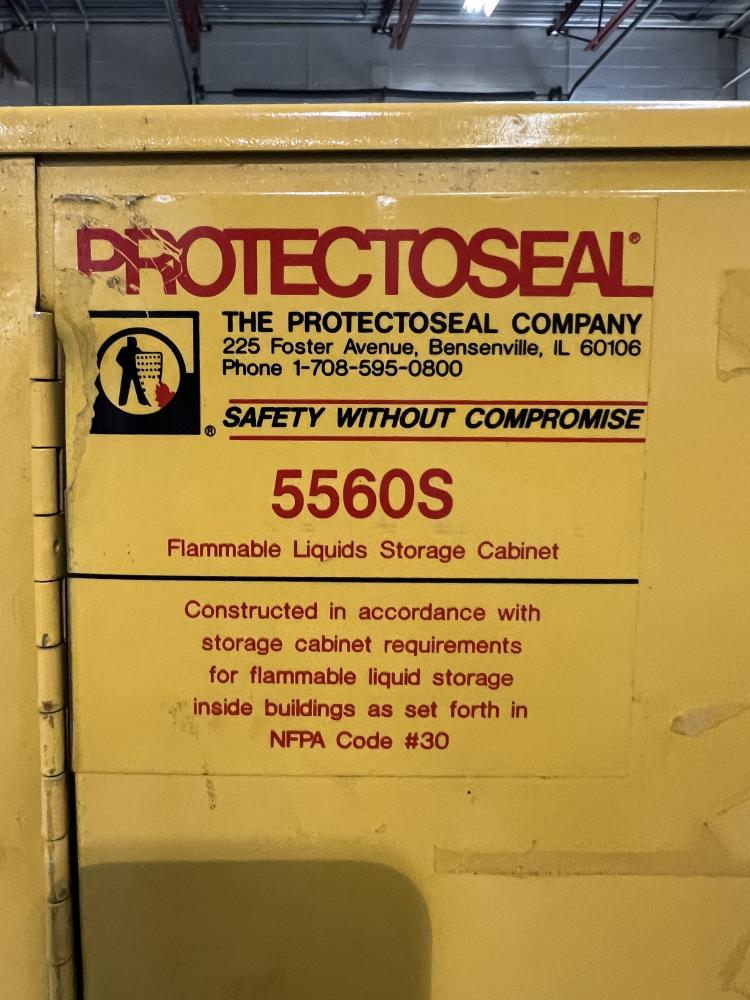 PROTECTOSEAL®
THE PROTECTOSEAL COMPANY
225 Foster Avenue, Bensenville, IL 60106
Phone 1-708-595-0800
®
SAFETY WITHOUT COMPROMISE
5560S
Flammable Liquids Storage Cabinet
Constructed in accordance with
storage cabinet requirements
for flammable liquid storage
inside buildings as set forth in
NFPA Code #30